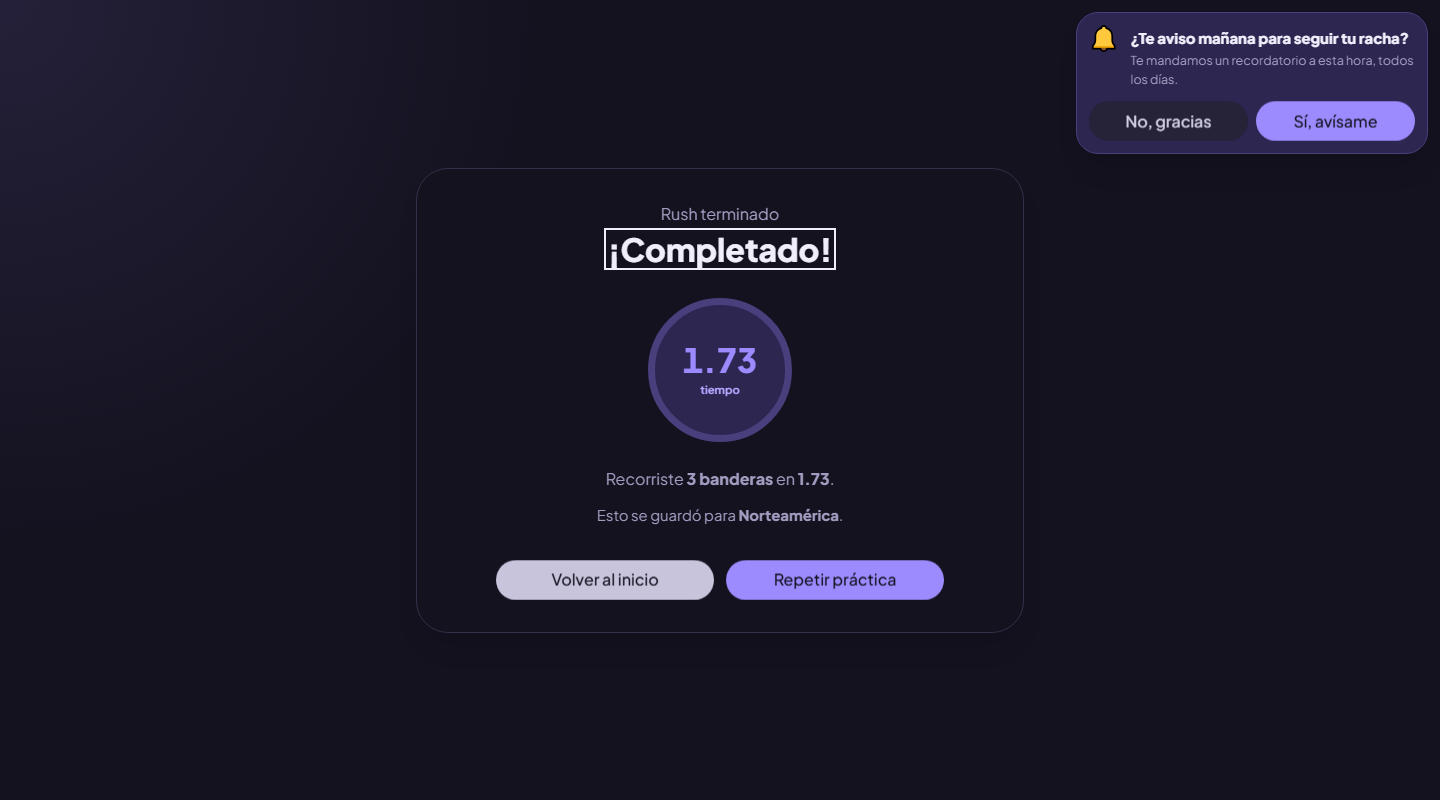 ¿Te aviso mañana para seguir tu racha?
Te mandamos un recordatorio a esta hora, todos
los días.
No, gracias
Sí, avísame
Rush terminado
¡Completado!
1.73
tiempo
Recorriste 3 banderas en 1.73.
Esto se guardó para Norteamérica.
Volver al inicio
Repetir práctica